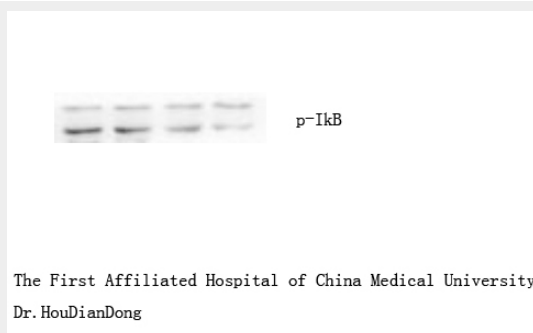 p-IkB
The First Affiliated Hospital of China Medical University
Dr.HouDianDong